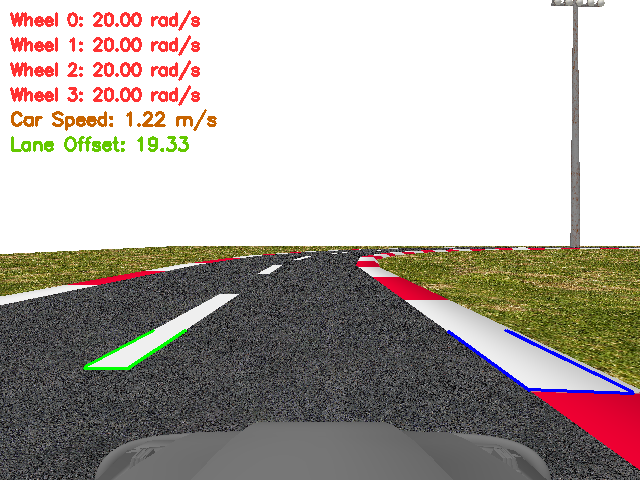 Wheel 0: 20.00 rad/s
Wheel 1: 20.00 rad/s
Wheel 2: 20.00 rad/s
Wheel 3: 20.00 rad/s
Car Speed: 1.22 m/s
Lane Offset: 19.33